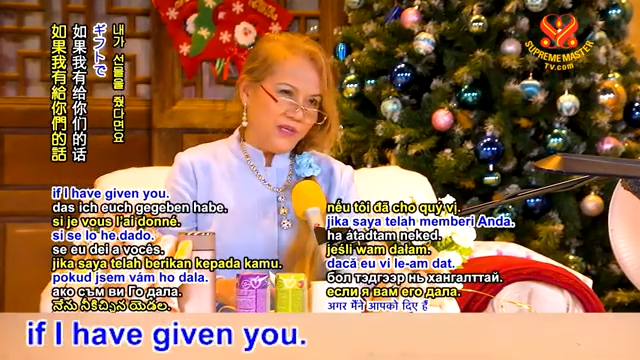 내가 선물을 줬다면요
ギフトで
如果我有给你们的话
如果我有給你們的話
SUPREME MASTER
TV.com
if I have given you.
das ich euch gegeben habe.
si je vous l'ai donné.
si se lo he dado.
se eu dei a vocês.
jika saya telah berikan kepada kamu.
pokud jsem vám ho dala.
ако съм ви Го дала.
నేను నీకిచ్చిన యెడల,
nếu tôi đã cho quý vị.
jika saya telah memberi Anda.
ha átadtam neked.
jeśli wam dałam.
dacă eu vi le-am dat.
бол тэдгээр нь хангалттай.
если я вам его дала.
अगर मैंने आपको दिए हैं
if I have given you.